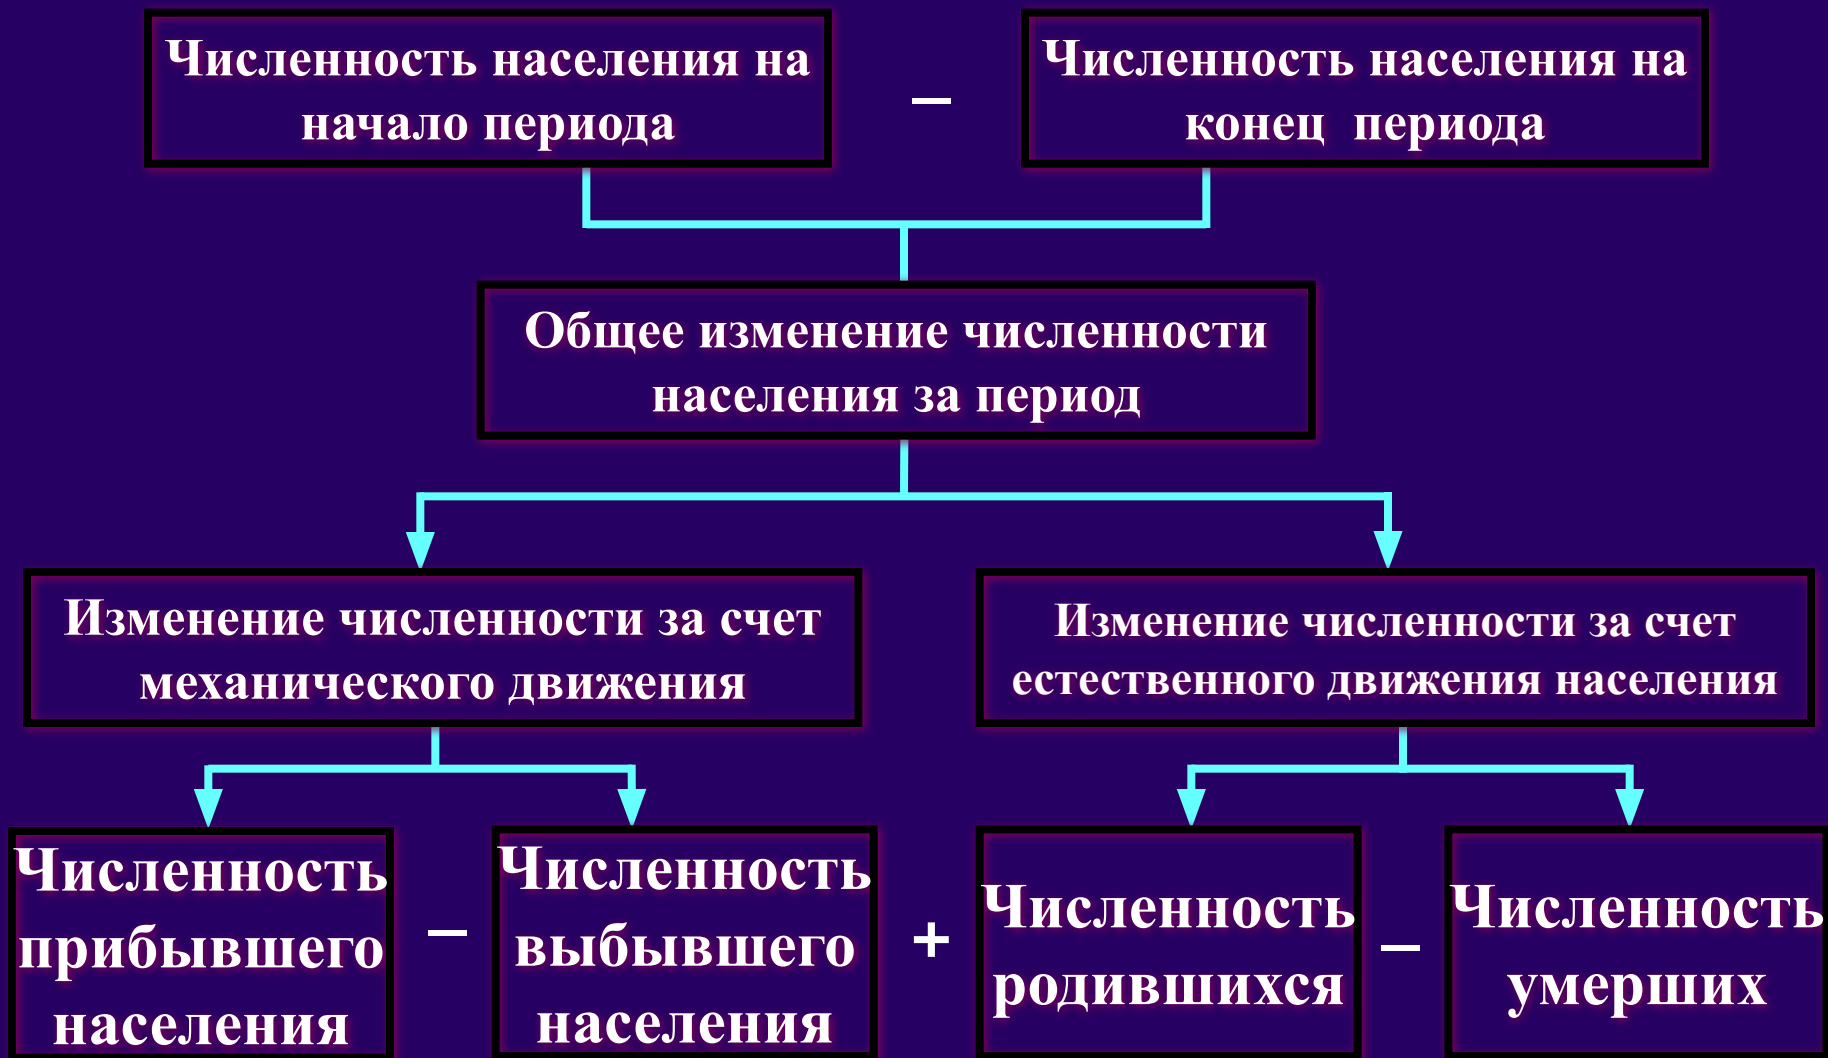 Численность населения на
начало периода
–
Численность населения на
конец  периода
Общее изменение численности
населения за период
Изменение численности за счет
механического движения
Изменение численности за счет
естественного движения населения
Численность
прибывшего
населения
–
Численность
выбывшего
населения
+
Численность
родившихся
–
Численность
умерших